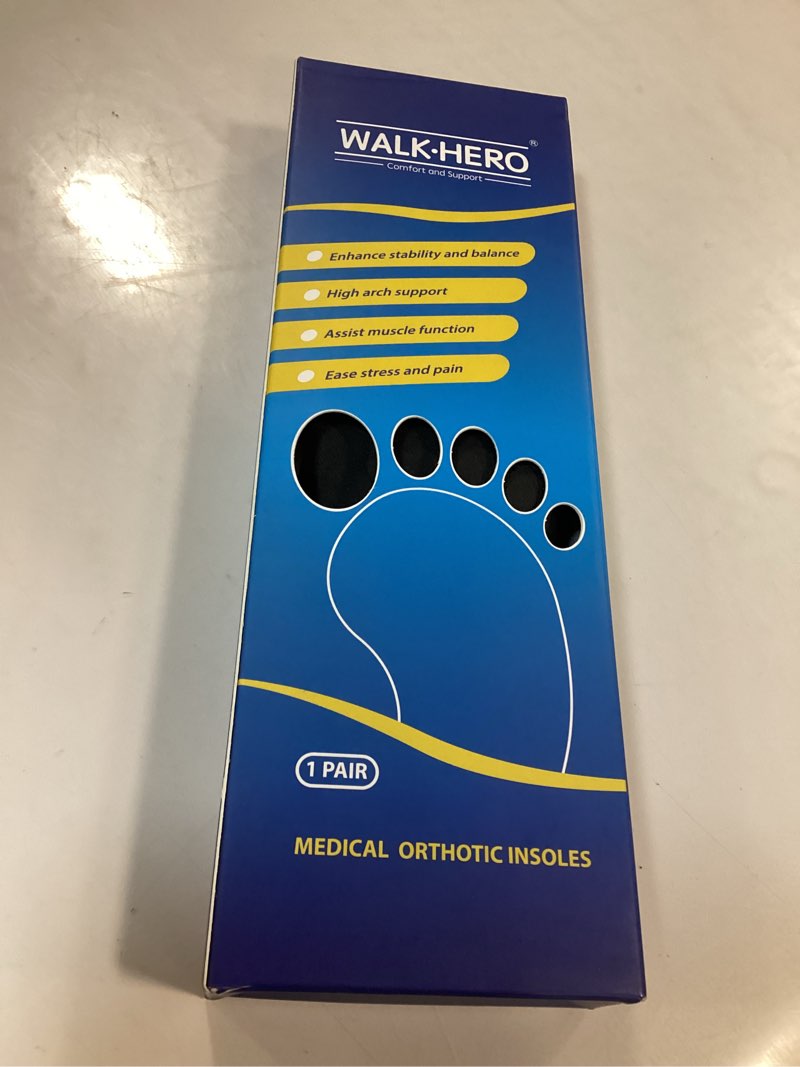 WALK·HERO®
Comfort and Support
Enhance stability and balance
High arch support
Assist muscle function
Ease stress and pain
1 PAIR
MEDICAL ORTHOTIC INSOLES